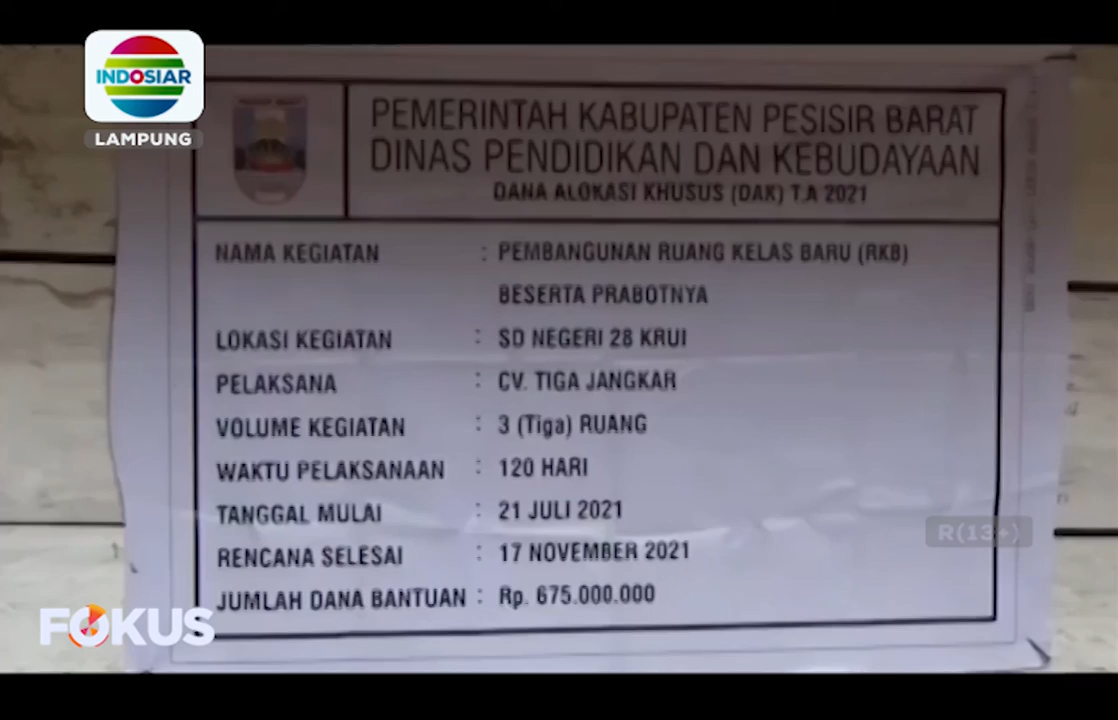 INDOSIAR
LAMPUNG
PEMERINTAH KABUPATEN PESISIR BARAT
DINAS PENDIDIKAN DAN KEBUDAYAAN
DANA ALOKASI KHUSUS (DAK) T.A 2021
NAMA KEGIATAN : PEMBANGUNAN RUANG KELAS BARU (RKB)
BESERTA PRABOTNYA
LOKASI KEGIATAN : SD NEGERI 28 KRUI
PELAKSANA : CV. TIGA JANGKAR
VOLUME KEGIATAN : 3 (Tiga) RUANG
WAKTU PELAKSANAAN : 120 HARI
TANGGAL MULAI : 21 JULI 2021
RENCANA SELESAI : 17 NOVEMBER 2021
JUMLAH DANA BANTUAN : Rp. 675.000.000
R(13+)
FOKUS